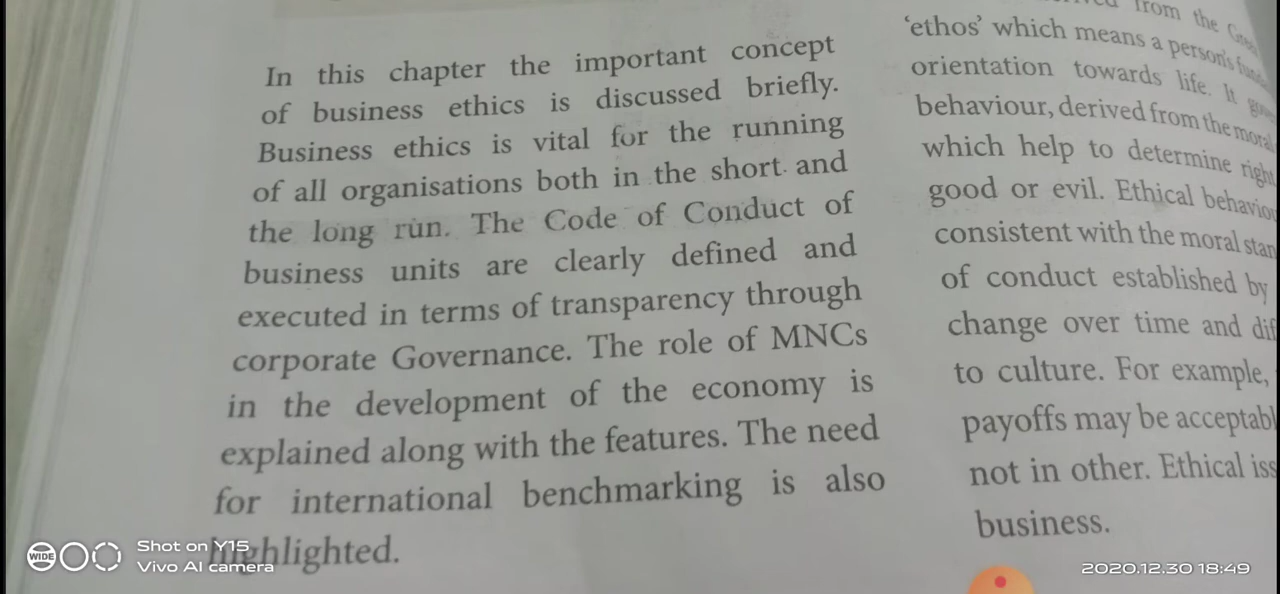 In this chapter the important concept
of business ethics is discussed briefly.
Business ethics is vital for the running
of all organisations both in the short and
the long run. The Code of Conduct of
business units are clearly defined and
executed in terms of transparency through
corporate Governance. The role of MNCs
in the development of the economy is
explained along with the features. The need
for international benchmarking is also
highlighted.
from the
'ethos' which means a person's
orientation towards life. It
behaviour, derived from the moral
which help to determine
good or evil. Ethical
consistent with the moral
of conduct established by
change over time and
to culture. For example,
payoffs may be
not in other. Ethical
business.
WIDE
Shot on Y15
Vivo AI camera
2020.12.30 18:49